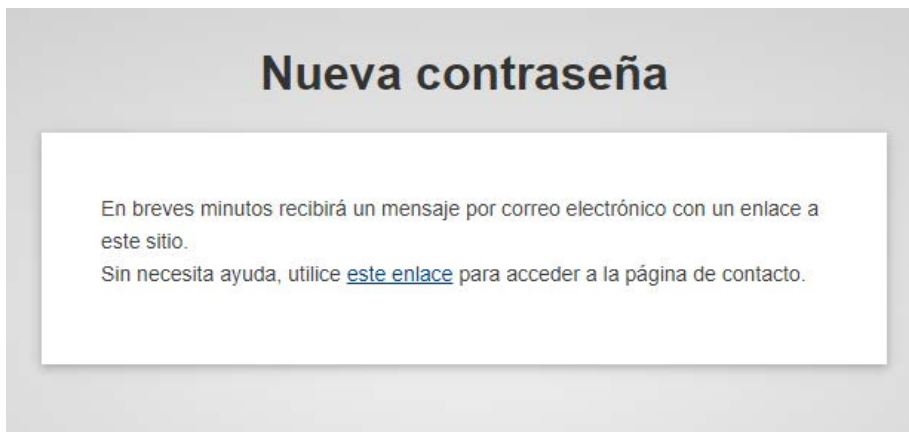 Nueva contraseña
En breves minutos recibirá un mensaje por correo electrónico con un enlace a
este sitio.
Sin necesita ayuda, utilice este enlace para acceder a la página de contacto.